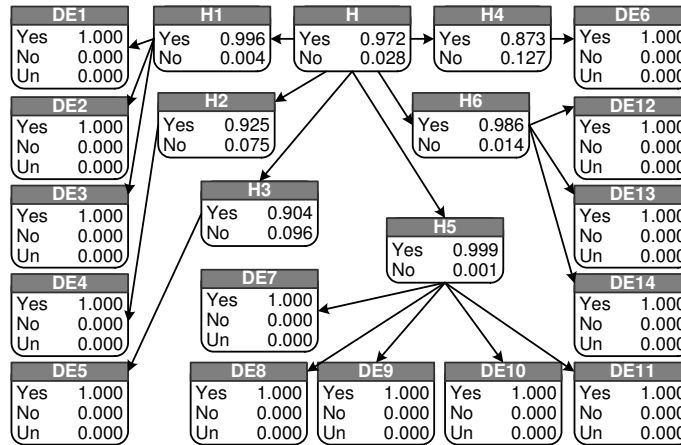 DE1
Yes 1.000
No 0.000
Un 0.000
H1
Yes 0.996
No 0.004
H
Yes 0.972
No 0.028
H4
Yes 0.873
No 0.127
DE6
Yes 1.000
No 0.000
Un 0.000
DE2
Yes 1.000
No 0.000
Un 0.000
H2
Yes 0.925
No 0.075
H6
Yes 0.986
No 0.014
DE12
Yes 1.000
No 0.000
Un 0.000
DE3
Yes 1.000
No 0.000
Un 0.000
H3
Yes 0.904
No 0.096
DE13
Yes 1.000
No 0.000
Un 0.000
H5
Yes 0.999
No 0.001
DE4
Yes 1.000
No 0.000
Un 0.000
DE7
Yes 1.000
No 0.000
Un 0.000
DE14
Yes 1.000
No 0.000
Un 0.000
DE5
Yes 1.000
No 0.000
Un 0.000
DE8
Yes 1.000
No 0.000
Un 0.000
DE9
Yes 1.000
No 0.000
Un 0.000
DE10
Yes 1.000
No 0.000
Un 0.000
DE11
Yes 1.000
No 0.000
Un 0.000